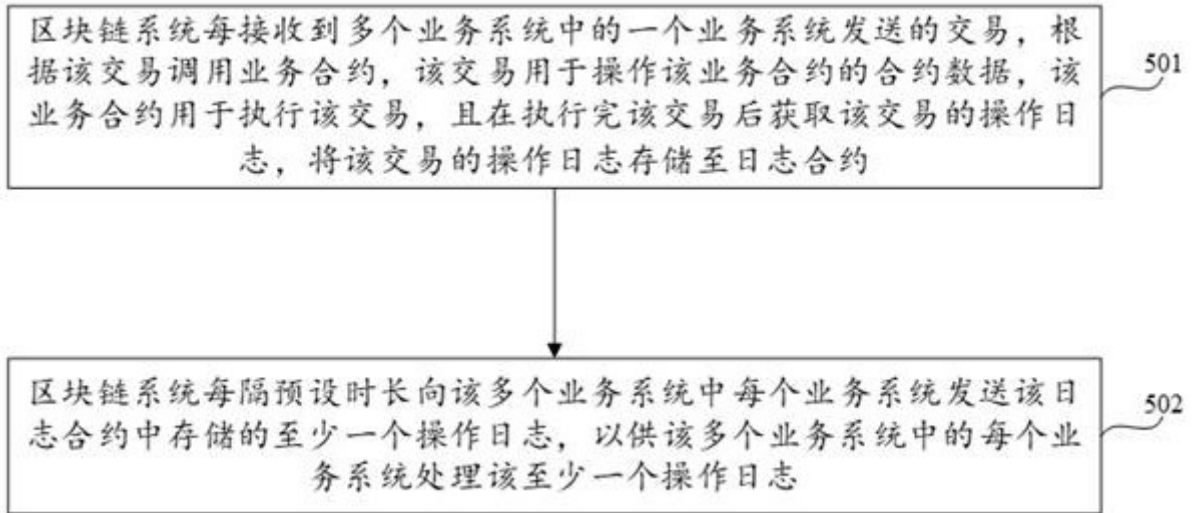 区块链系统每接收到多个业务系统中的一个业务系统发送的交易，根
据该交易调用业务合约，该交易用于操作该业务合约的合约数据，该
业务合约用于执行该交易，且在执行完该交易后获取该交易的操作日
志，将该交易的操作日志存储至日志合约
501
区块链系统每隔预设时长向该多个业务系统中每个业务系统发送该日
志合约中存储的至少一个操作日志，以供该多个业务系统中的每个业
务系统处理该至少一个操作日志
502